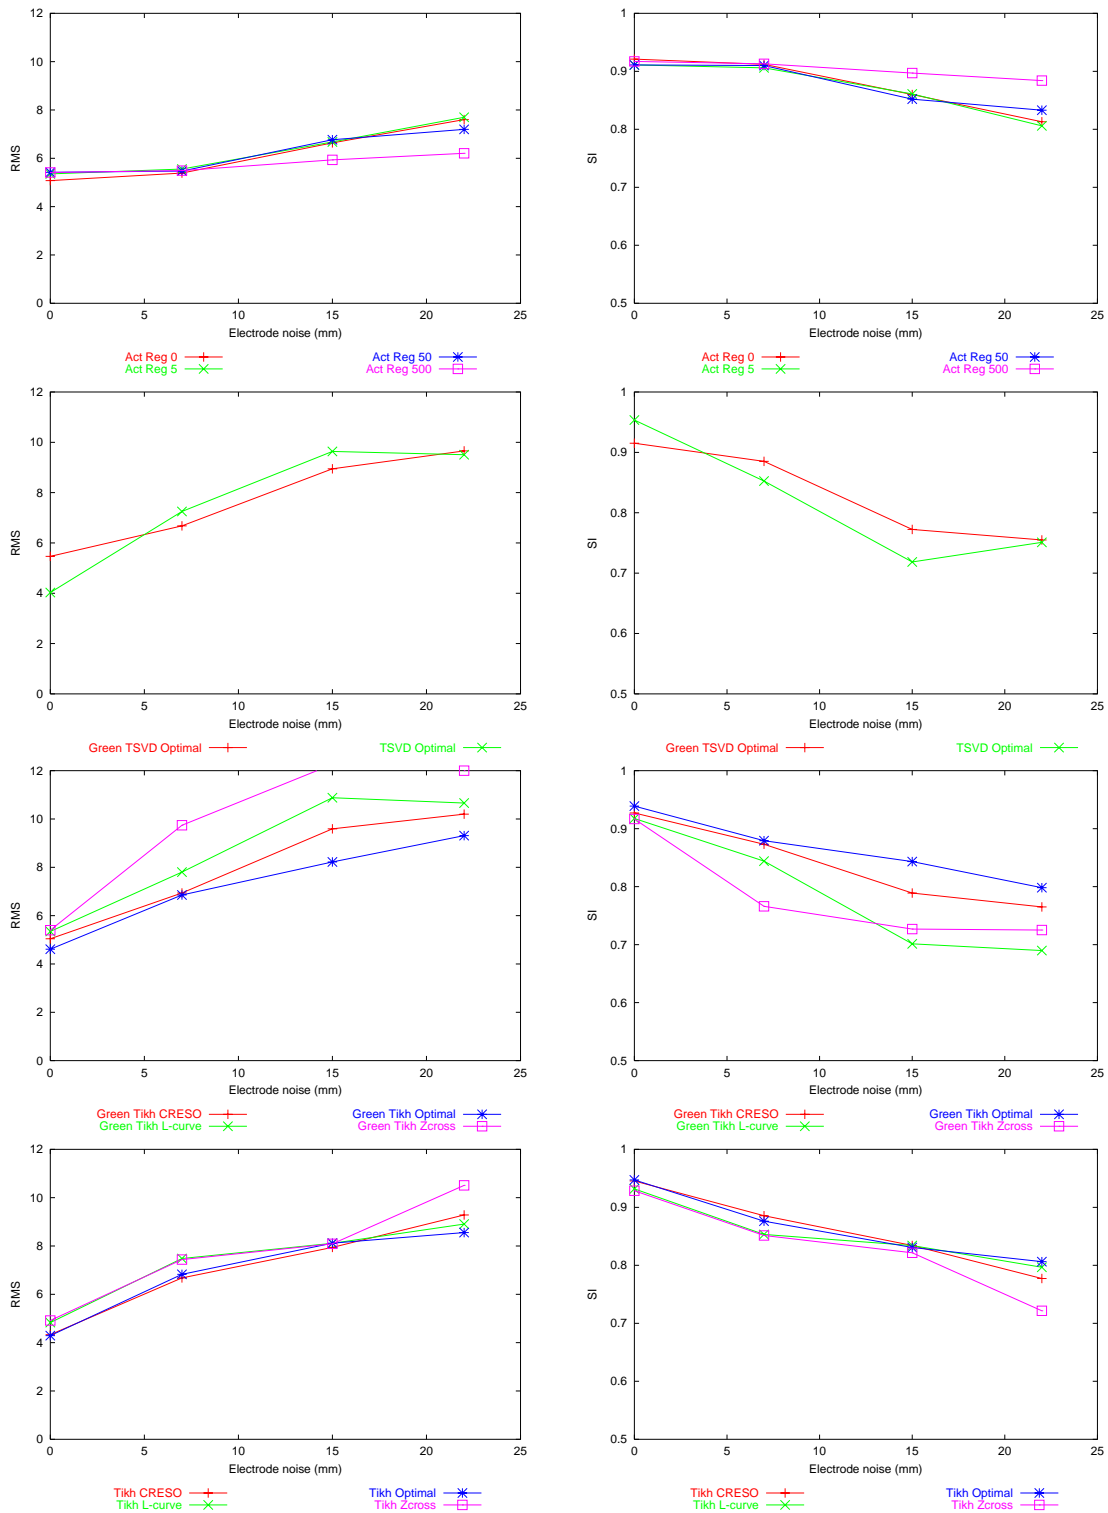 12
10
8
6
4
2
0
RMS
0 5 10 15 20 25
Electrode noise (mm)
Act Reg 0 Act Reg 50
Act Reg 5 Act Reg 500
1
0.9
0.8
0.7
0.6
0.5
SI
0 5 10 15 20 25
Electrode noise (mm)
Act Reg 0 Act Reg 50
Act Reg 5 Act Reg 500
12
10
8
6
4
2
0
RMS
0 5 10 15 20 25
Electrode noise (mm)
Green TSVD Optimal TSVD Optimal
1
0.9
0.8
0.7
0.6
0.5
SI
0 5 10 15 20 25
Electrode noise (mm)
Green TSVD Optimal TSVD Optimal
12
10
8
6
4
2
0
RMS
0 5 10 15 20 25
Electrode noise (mm)
Green Tikh CRESO Green Tikh Optimal
Green Tikh L-curve Green Tikh Zcross
1
0.9
0.8
0.7
0.6
0.5
SI
0 5 10 15 20 25
Electrode noise (mm)
Green Tikh CRESO Green Tikh Optimal
Green Tikh L-curve Green Tikh Zcross
12
10
8
6
4
2
0
RMS
0 5 10 15 20 25
Electrode noise (mm)
Tikh CRESO Tikh Optimal
Tikh L-curve Tikh Zcross
1
0.9
0.8
0.7
0.6
0.5
SI
0 5 10 15 20 25
Electrode noise (mm)
Tikh CRESO Tikh Optimal
Tikh L-curve Tikh Zcross